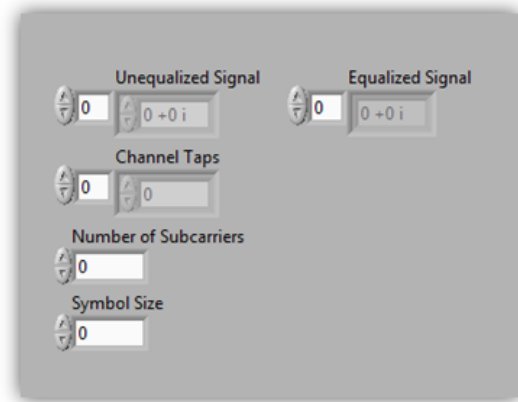 Unequalized Signal
Equalized Signal
0
0 +0 i
0
0 +0 i
Channel Taps
0
0
Number of Subcarriers
0
Symbol Size
0